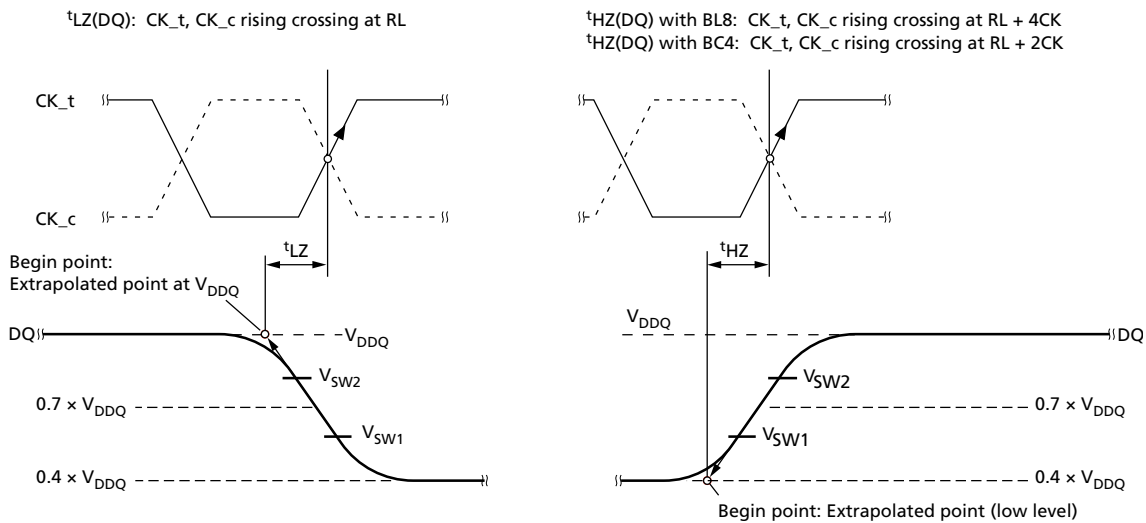 tLZ(DQ): CK_t, CK_c rising crossing at RL
tHZ(DQ) with BL8: CK_t, CK_c rising crossing at RL + 4CK
tHZ(DQ) with BC4: CK_t, CK_c rising crossing at RL + 2CK
CK_t
CK_c
tLZ
tHZ
Begin point:
Extrapolated point at VDDQ
DQ
VDDQ
VSW2
0.7 × VDDQ
VSW1
0.4 × VDDQ
VDDQ
DQ
VSW2
0.7 × VDDQ
VSW1
0.4 × VDDQ
Begin point: Extrapolated point (low level)